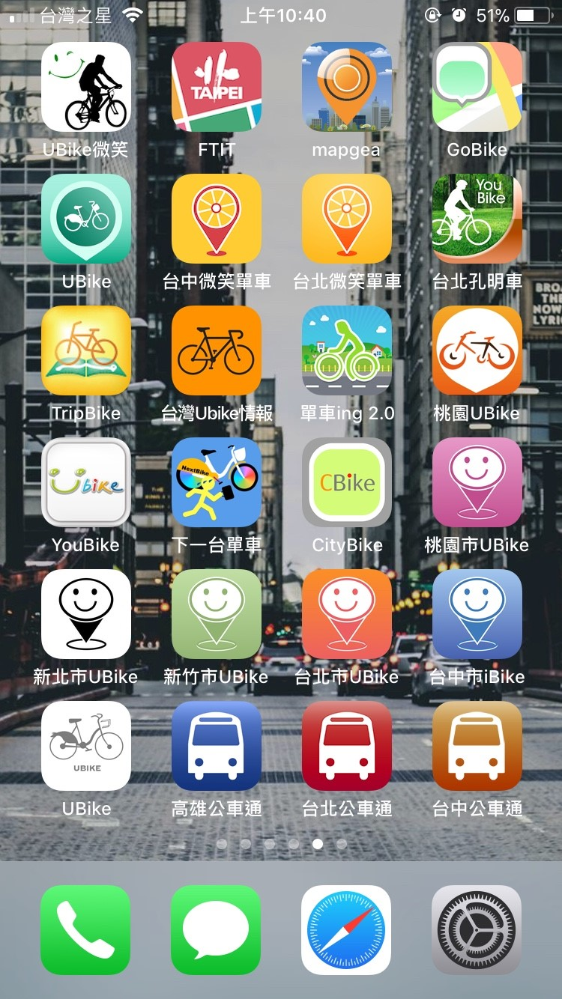 台灣之星 上午10:40 51%
TAIPEI
UBike微笑 FTIT mapgea GoBike
You
Bike
UBike 台中微笑單車 台北微笑單車 台北孔明車
BRO
THE
NOW
LYRI
TripBike 台灣Ubike情報 單車ing 2.0 桃園UBike
Ubike NextBike CBike
YouBike 下一台單車 CityBike 桃園市UBike
新北市UBike 新竹市UBike 台北市UBike 台中市iBike
UBIKE
UBike 高雄公車通 台北公車通 台中公車通